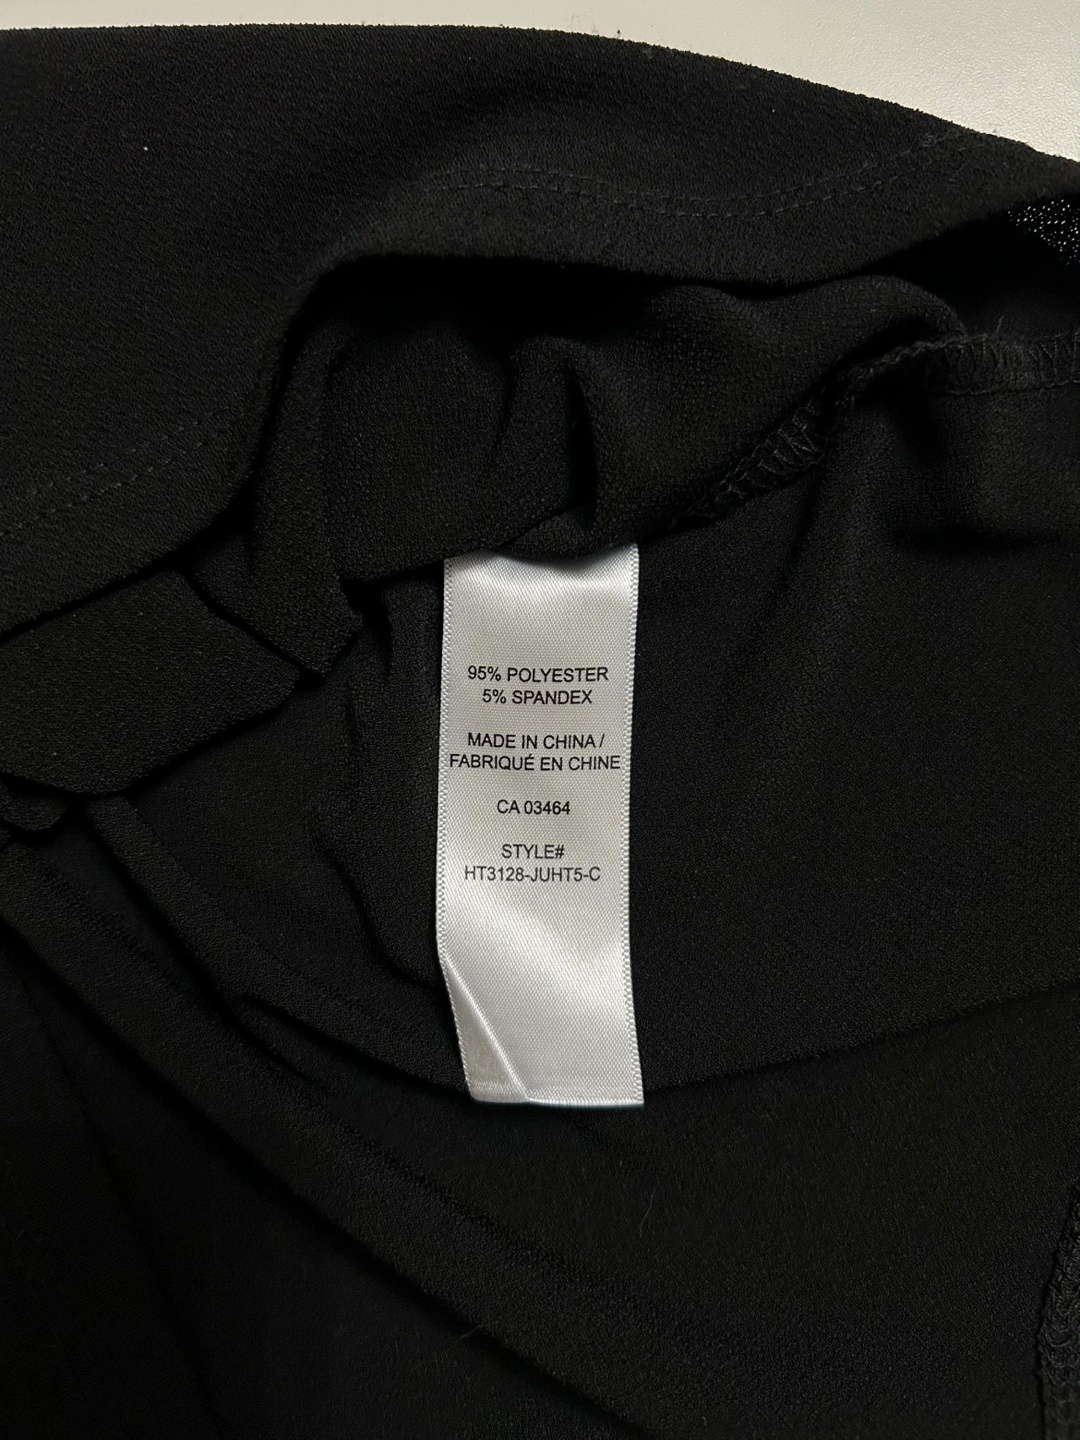 95% POLYESTER
5% SPANDEX
MADE IN CHINA /
FABRIQUÉ EN CHINE
CA 03464
STYLE#
HT3128-JUHT5-C